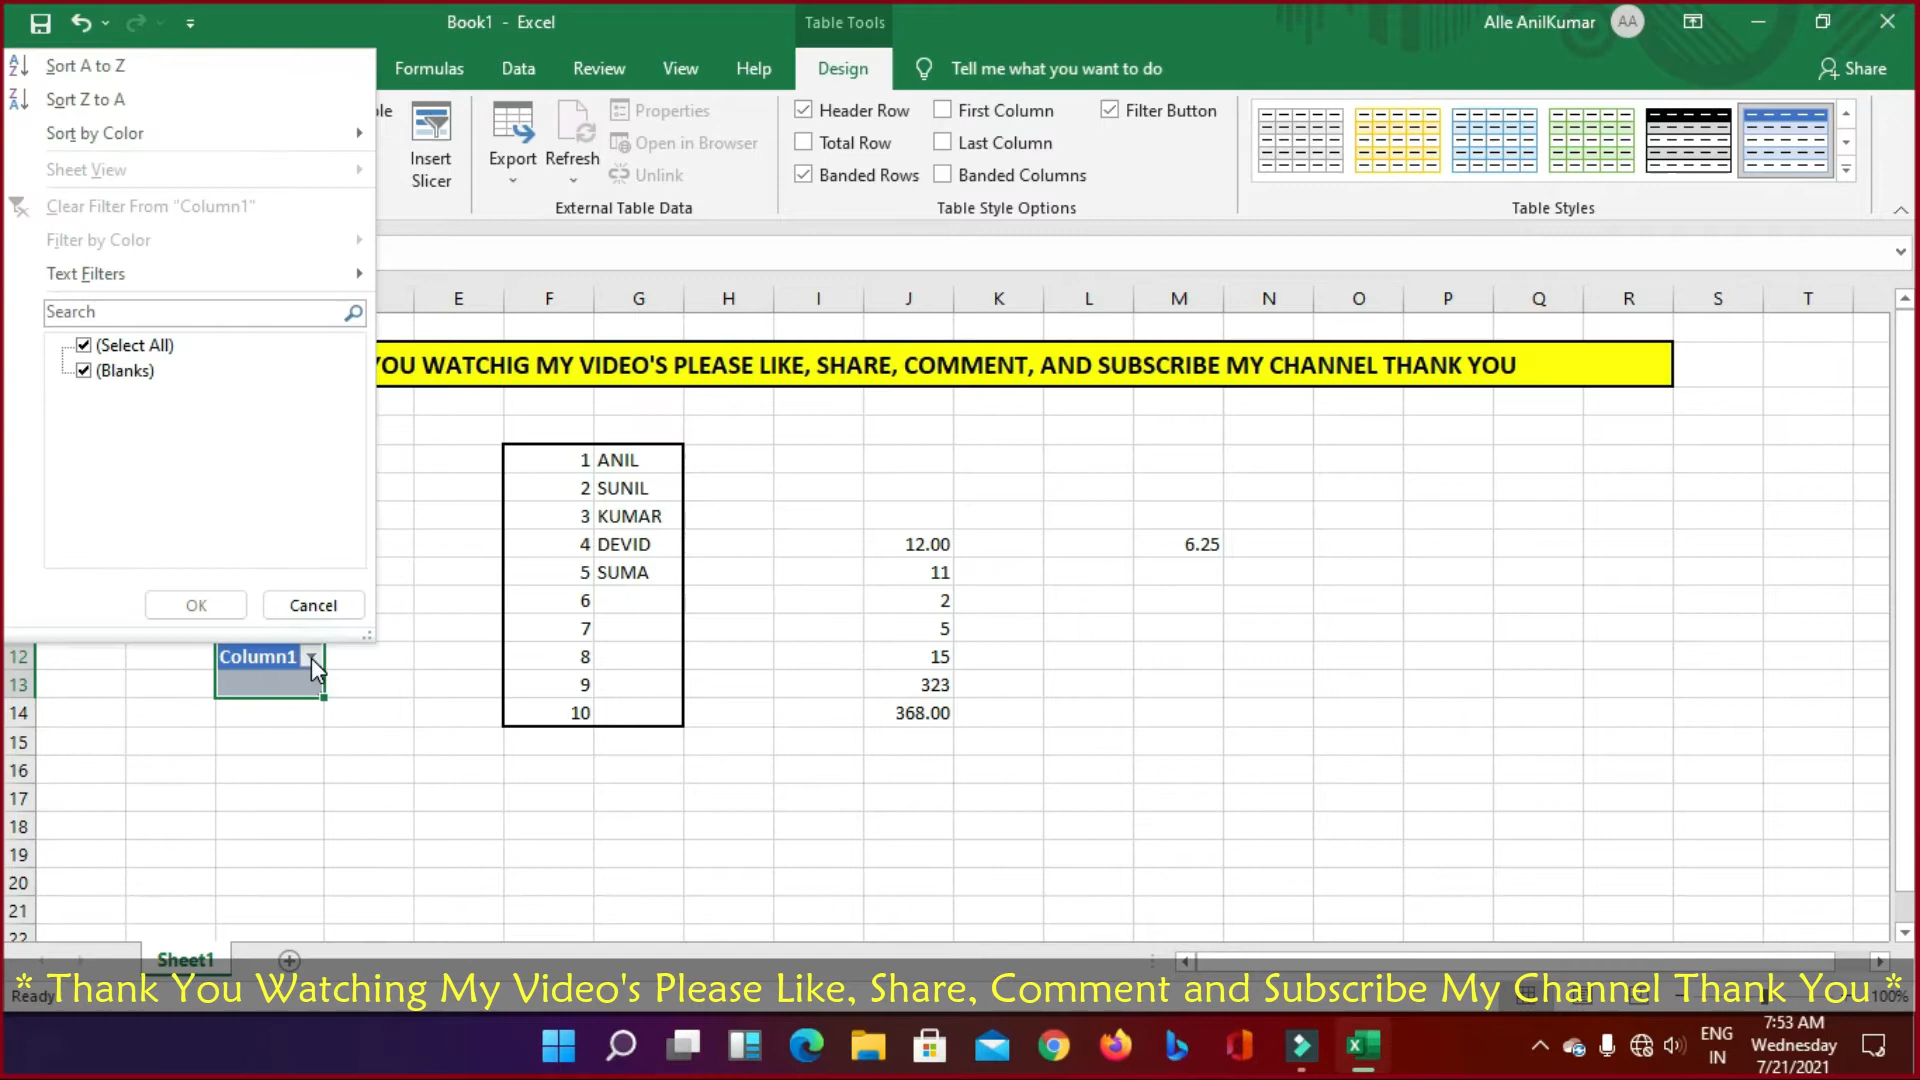 Book1 - Excel
Table Tools
Alle AnilKumar
AA
Formulas
Data
Review
View
Help
Design
Tell me what you want to do
Share
Sort A to Z
Sort Z to A
Sort by Color
Sheet View
Clear Filter From "Column1"
Filter by Color
Text Filters
Search
(Select All)
(Blanks)
OK
Cancel
Insert Slicer
Export
Refresh
Properties
Open in Browser
Unlink
External Table Data
Header Row
Total Row
Banded Rows
First Column
Last Column
Banded Columns
Filter Button
Table Style Options
Table Styles
E F G H I J K L M N O P Q R S T
YOU WATCHIG MY VIDEO'S PLEASE LIKE, SHARE, COMMENT, AND SUBSCRIBE MY CHANNEL THANK YOU
1 ANIL
2 SUNIL
3 KUMAR
4 DEVID 12.00 6.25
5 SUMA 11
6 2
7 5
12 Column1 8 15
13 9 323
14 10 368.00
15
16
17
18
19
20
21
22
Sheet1
* Thank You Watching My Video's Please Like, Share, Comment and Subscribe My Channel Thank You *
Ready
100%
ENG
IN
7:53 AM
Wednesday
7/21/2021